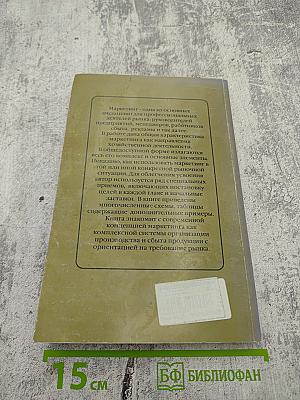 Маркетинг - одна из основных
дисциплин для профессиональных
деятелей рынка: руководителей
предприятий, менеджеров, работников
сбыта, рекламы и так далее.
В работе дана общая характеристика
маркетинга как направления
хозяйственной деятельности.
В общедоступной форме излагаются
весь его комплекс и основные элементы.
Показано, как использовать маркетинг в
той или иной конкретной рыночной
ситуации. Для облегчения усвоения
автор используется ряд специальных
приемов, включающих постановку
целей в каждой главе и начальные
заставки. В книге приведены
многочисленные схемы, таблицы
содержащие дополнительные примеры.
Книга знакомит с современной
концепцией маркетинга как
комплексной системы организации
производства и сбыта продукции с
ориентацией на требование рынка.
15 см
БФ БИБЛИОФАН